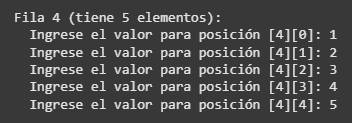 Fila 4 (tiene 5 elementos):
Ingrese el valor para posición [4][0]: 1
Ingrese el valor para posición [4][1]: 2
Ingrese el valor para posición [4][2]: 3
Ingrese el valor para posición [4][3]: 4
Ingrese el valor para posición [4][4]: 5